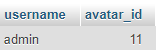 username avatar_id
admin 11